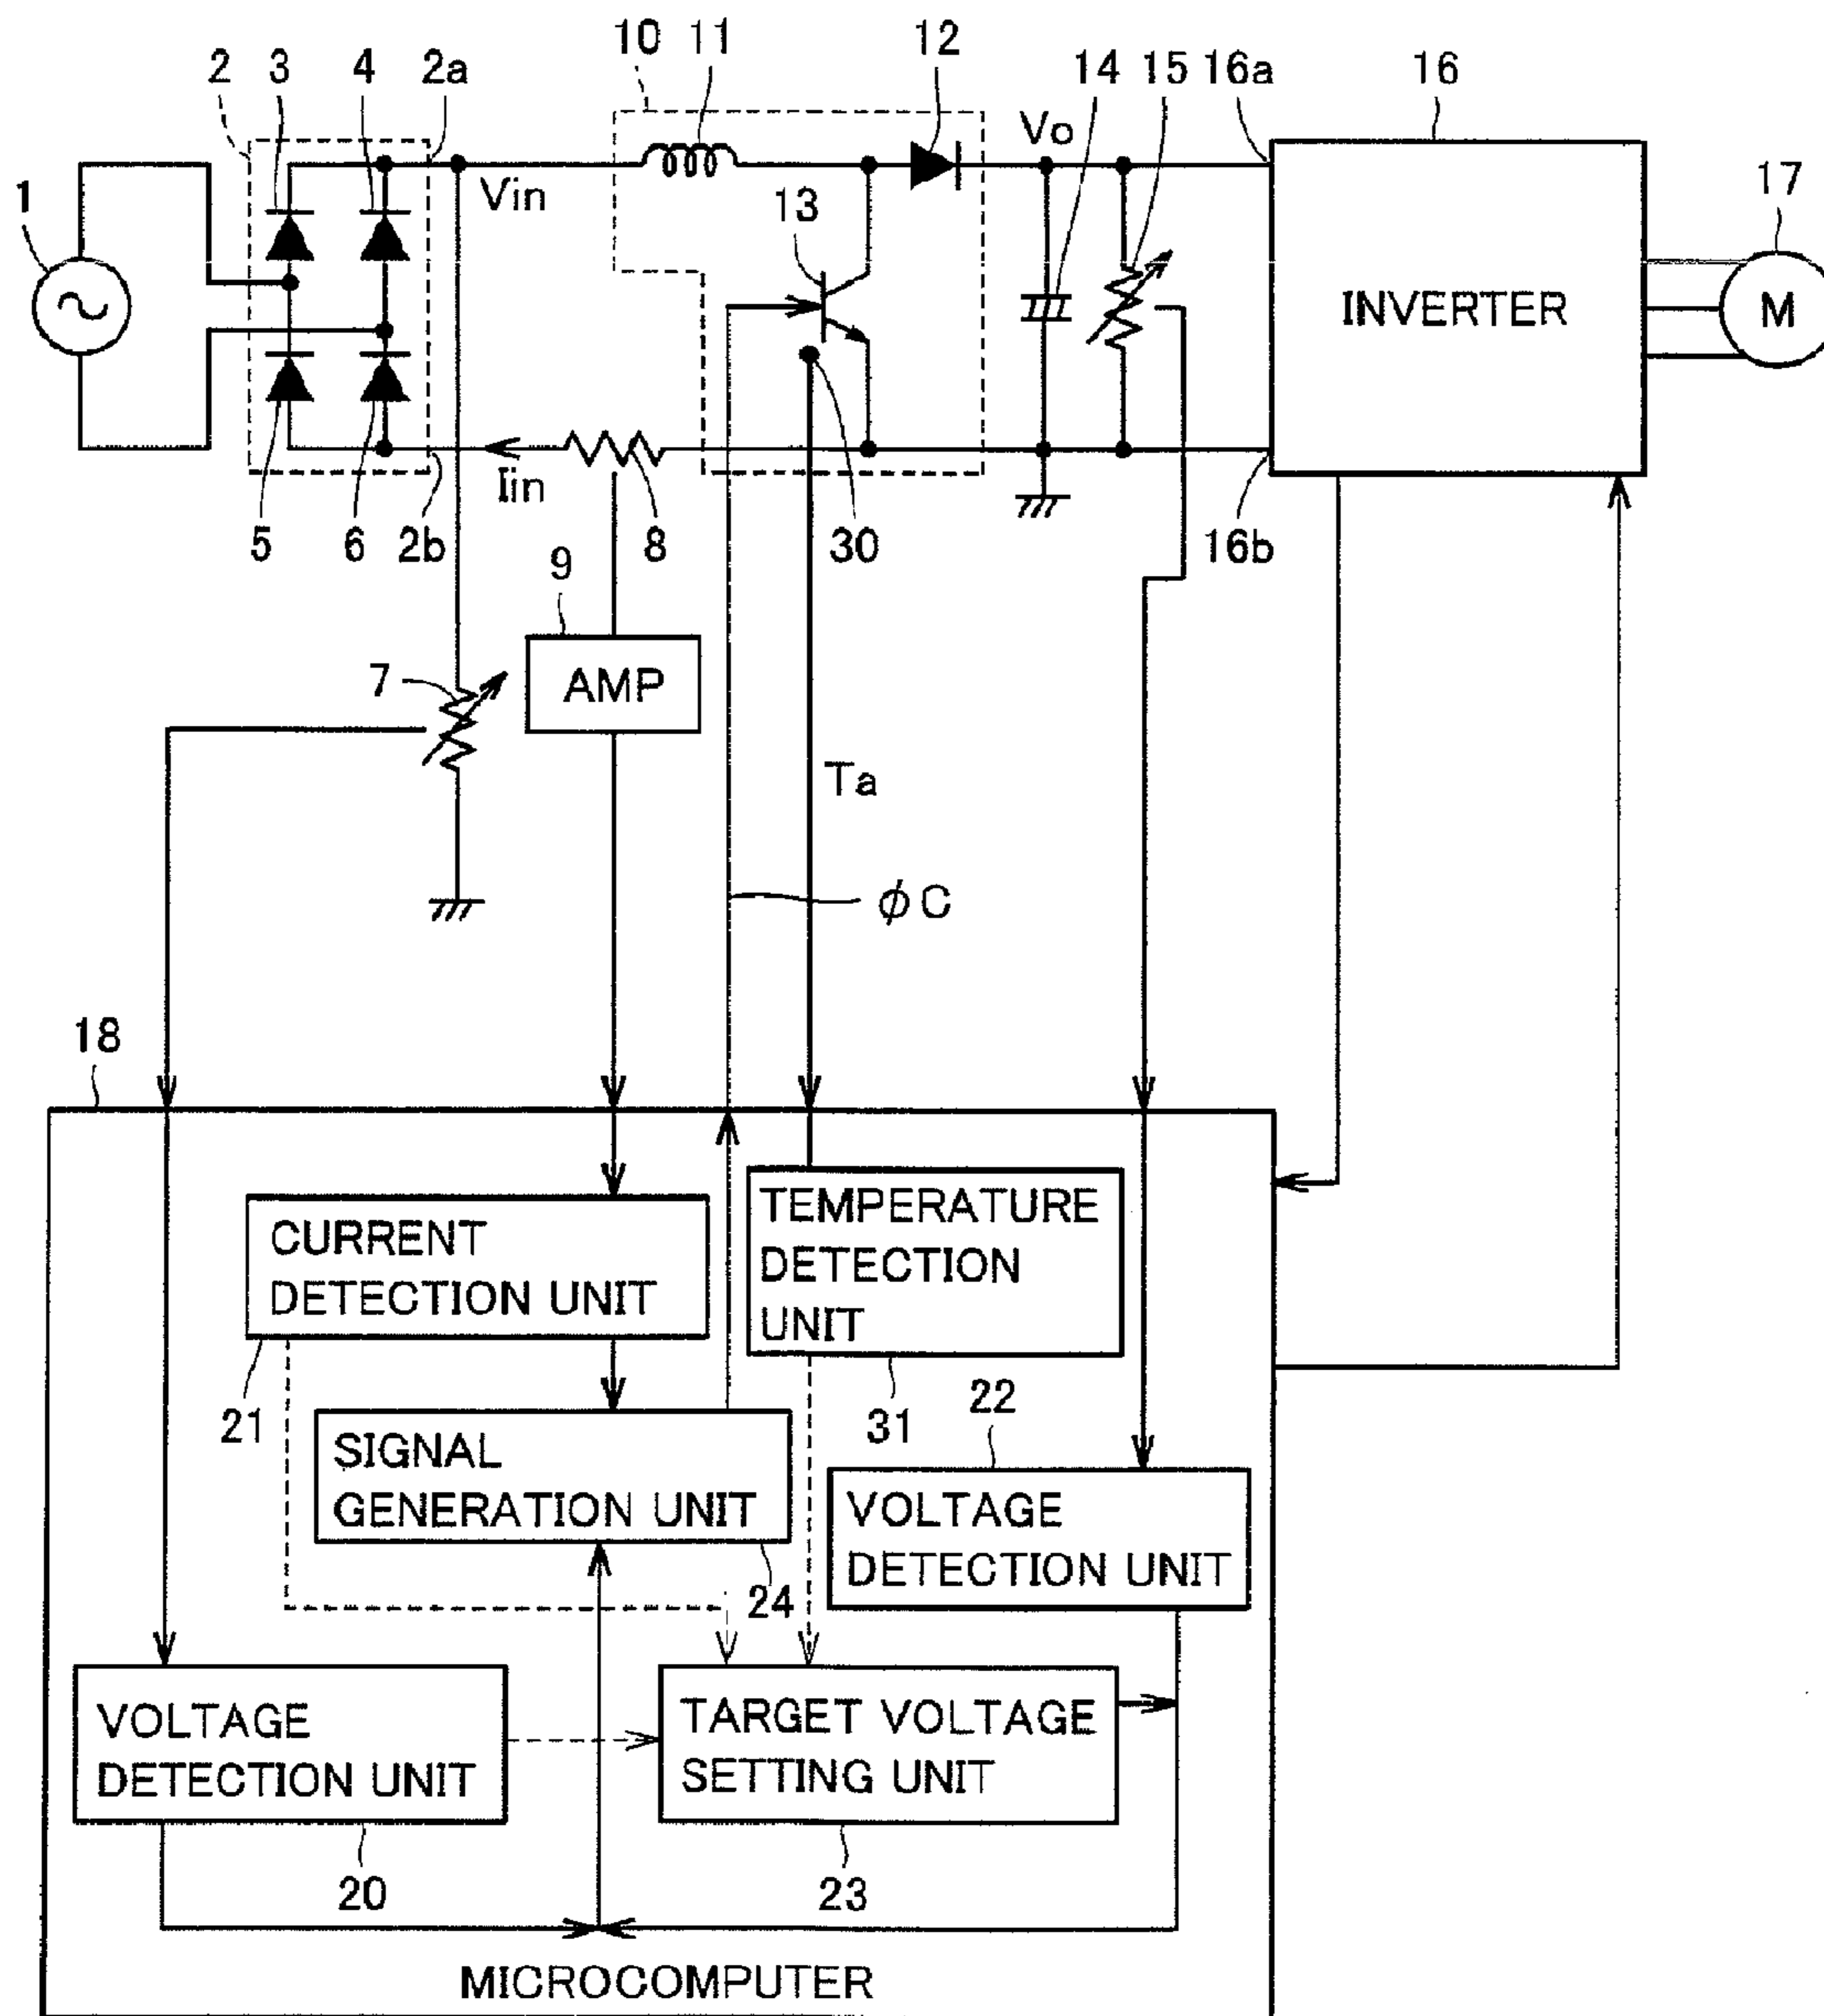 10 11 12
2 3 4 2a 14 15 16a 16
Vo
17
1
Vin
13
INVERTER
M
Iin
5 6 2b 8 30 16b
9
7
AMP
Ta
φC
18
CURRENT
DETECTION UNIT
TEMPERATURE
DETECTION
UNIT
21
31
22
SIGNAL
GENERATION UNIT
VOLTAGE
DETECTION UNIT
24
VOLTAGE
DETECTION UNIT
TARGET VOLTAGE
SETTING UNIT
20
23
MICROCOMPUTER